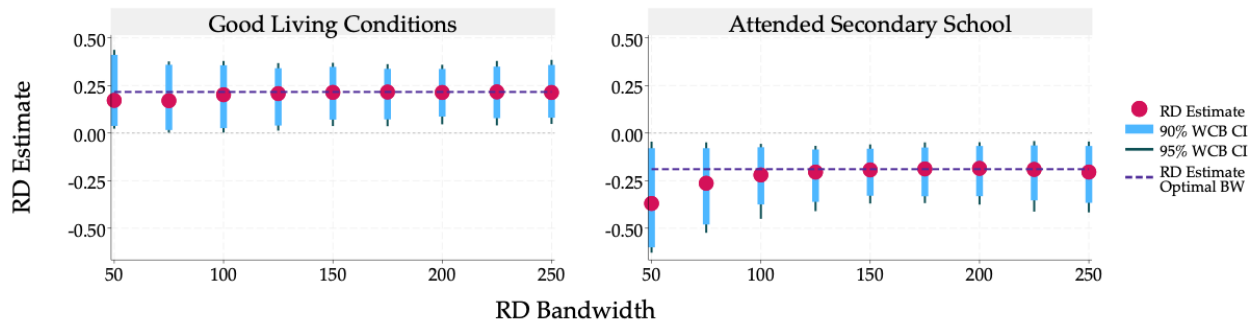 Good Living Conditions
Attended Secondary School
RD Estimate
0.50
0.25
0.00
-0.25
-0.50
50
100
150
200
250
0.50
0.25
0.00
-0.25
-0.50
50
100
150
200
250
RD Bandwidth
RD Estimate
90% WCB CI
95% WCB CI
RD Estimate
Optimal BW